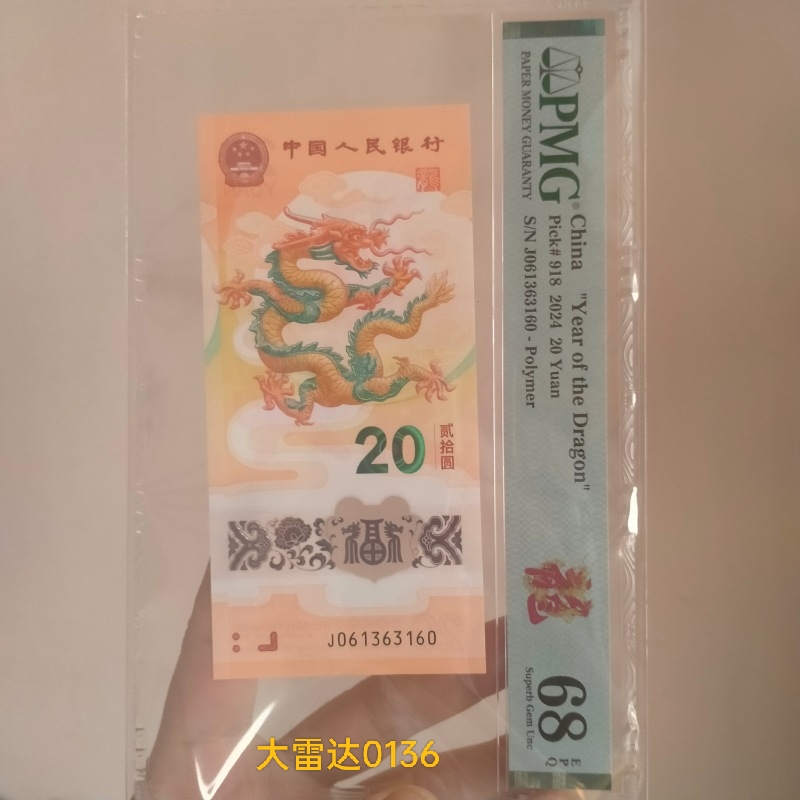 中国人民银行
20
贰拾圆
J061363160
PMG
PAPER MONEY GUARANTY
China "Year of the Dragon"
Pick# 918 2024 20 Yuan
S/N J061363160 - Polymer
68
EPQ
Superb Gem Unc
大雷达0136